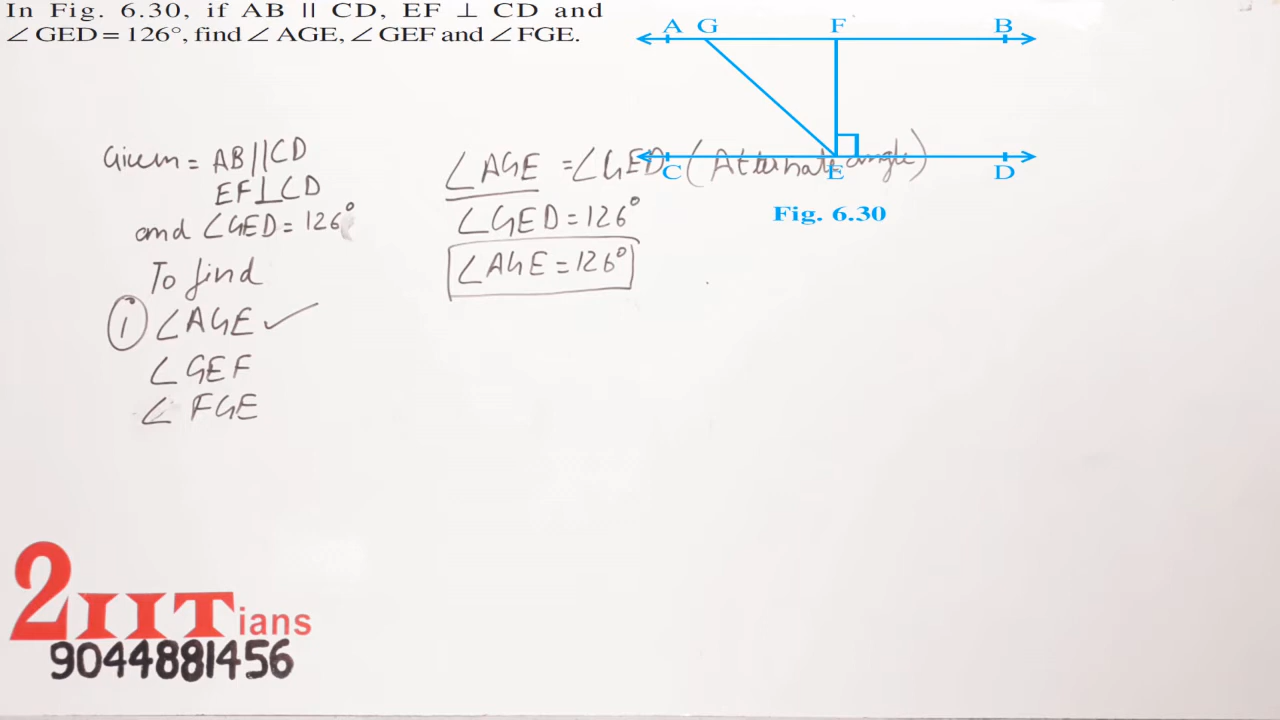 In Fig. 6.30, if AB || CD, EF ⊥ CD and
∠ GED = 126°, find ∠ AGE, ∠ GEF and ∠ FGE.
A G F B
C E D
Fig. 6.30
Given = AB||CD
EF⊥CD
and ∠GED = 126°
To find
① ∠AGE ✓
∠GEF
∠FGE
∠AGE = ∠GED (Alternate angle)
∠GED = 126°
∠AGE = 126°
2IITians
9044881456